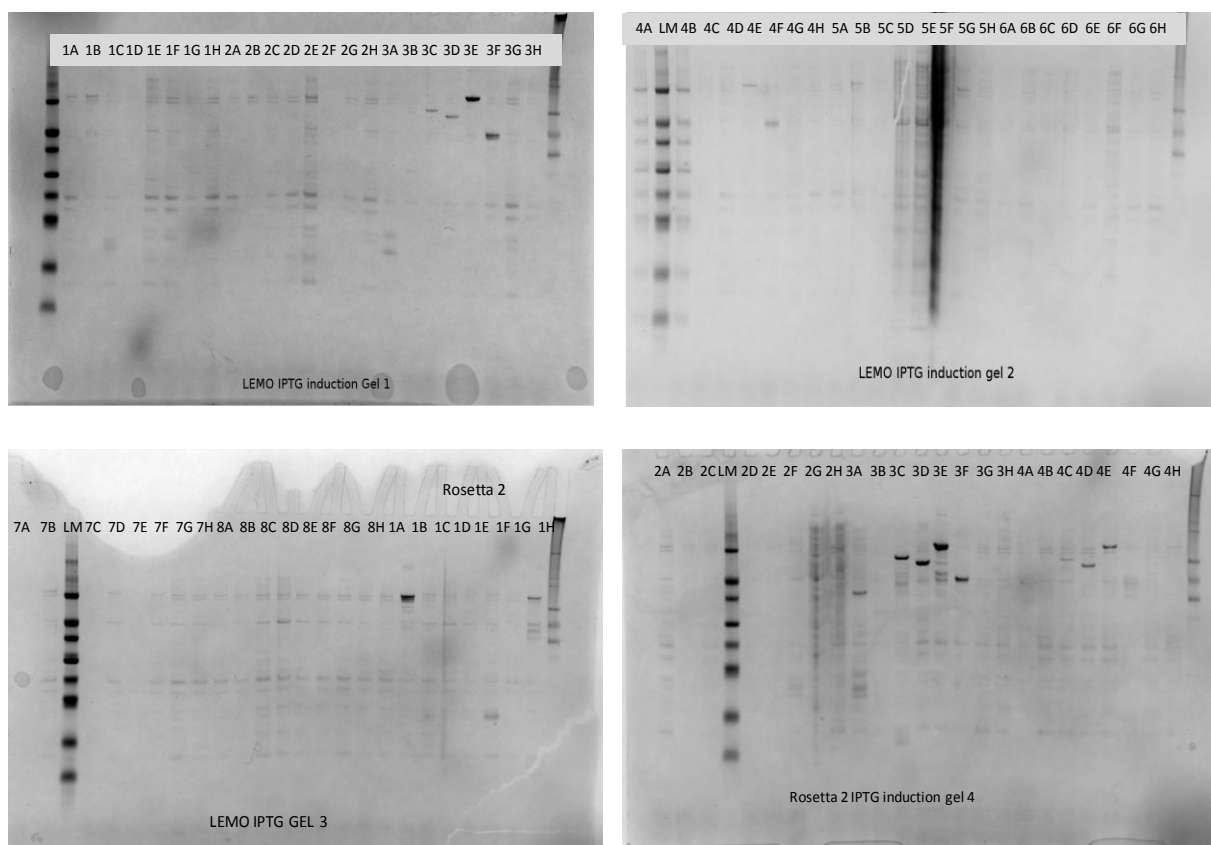 1A 1B 1C 1D 1E 1F 1G 1H 2A 2B 2C 2D 2E 2F 2G 2H 3A 3B 3C 3D 3E 3F 3G 3H
LEMO IPTG induction Gel 1
4A LM 4B 4C 4D 4E 4F 4G 4H 5A 5B 5C 5D 5E 5F 5G 5H 6A 6B 6C 6D 6E 6F 6G 6H
LEMO IPTG induction gel 2
Rosetta 2
7A 7B LM 7C 7D 7E 7F 7G 7H 8A 8B 8C 8D 8E 8F 8G 8H 1A 1B 1C 1D 1E 1F 1G 1H
LEMO IPTG GEL 3
2A 2B 2C LM 2D 2E 2F 2G 2H 3A 3B 3C 3D 3E 3F 3G 3H 4A 4B 4C 4D 4E 4F 4G 4H
Rosetta 2 IPTG induction gel 4